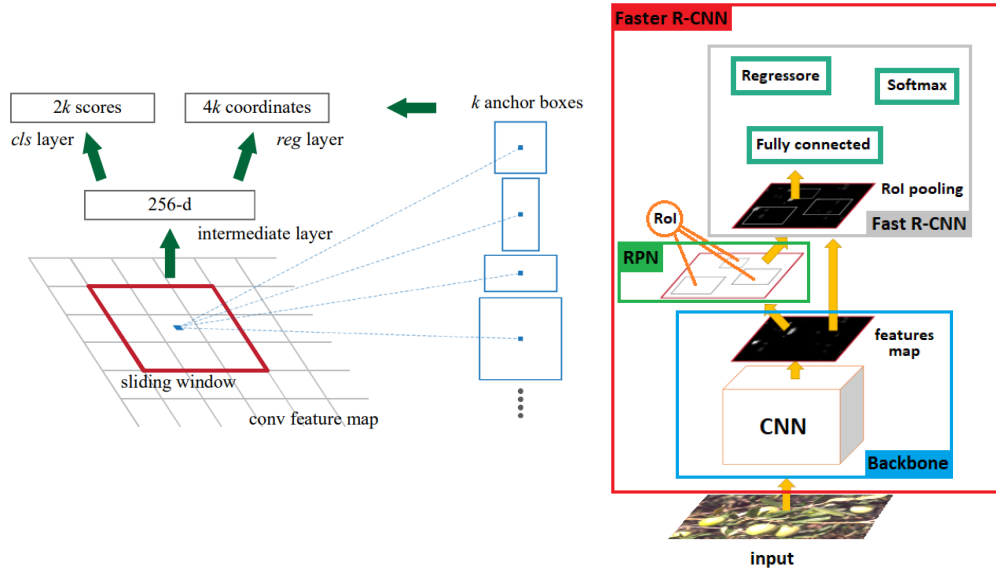 2k scores
4k coordinates
k anchor boxes
cls layer
reg layer
256-d
intermediate layer
sliding window
conv feature map
Faster R-CNN
Regressore
Softmax
Fully connected
RoI pooling
Fast R-CNN
RoI
RPN
features
map
CNN
Backbone
input